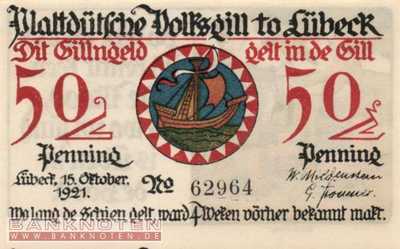 Plattdütsche Volksgill to Lübeck
Dit Gillngeld gelt in de Gill
50 50
Penning Penning
Lübeck, 15. Oktober. 1921.
No 62964
Wo lang de Schien gelt ward 4 Weken vörher bekannt makt.
BANKNOTEN
WWW.BANKNOTEN.DE